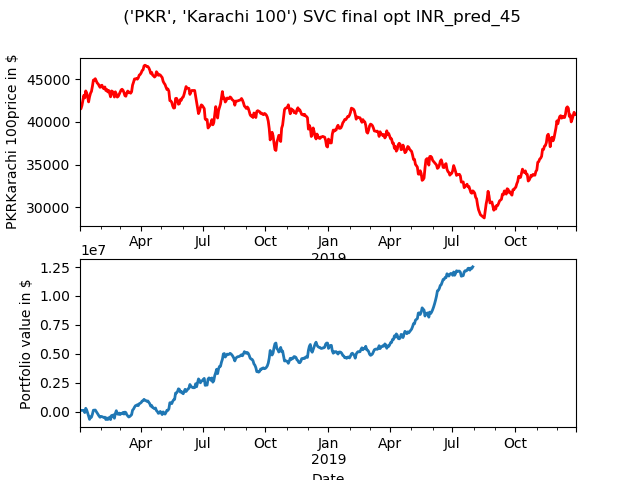 ('PKR', 'Karachi 100') SVC final opt INR_pred_45
PKRKarachi 100price in $
45000
40000
35000
30000
Apr Jul Oct Jan Apr Jul Oct
2019
1e7
Portfolio value in $
1.25
1.00
0.75
0.50
0.25
0.00
Apr Jul Oct Jan Apr Jul Oct
2019
Date